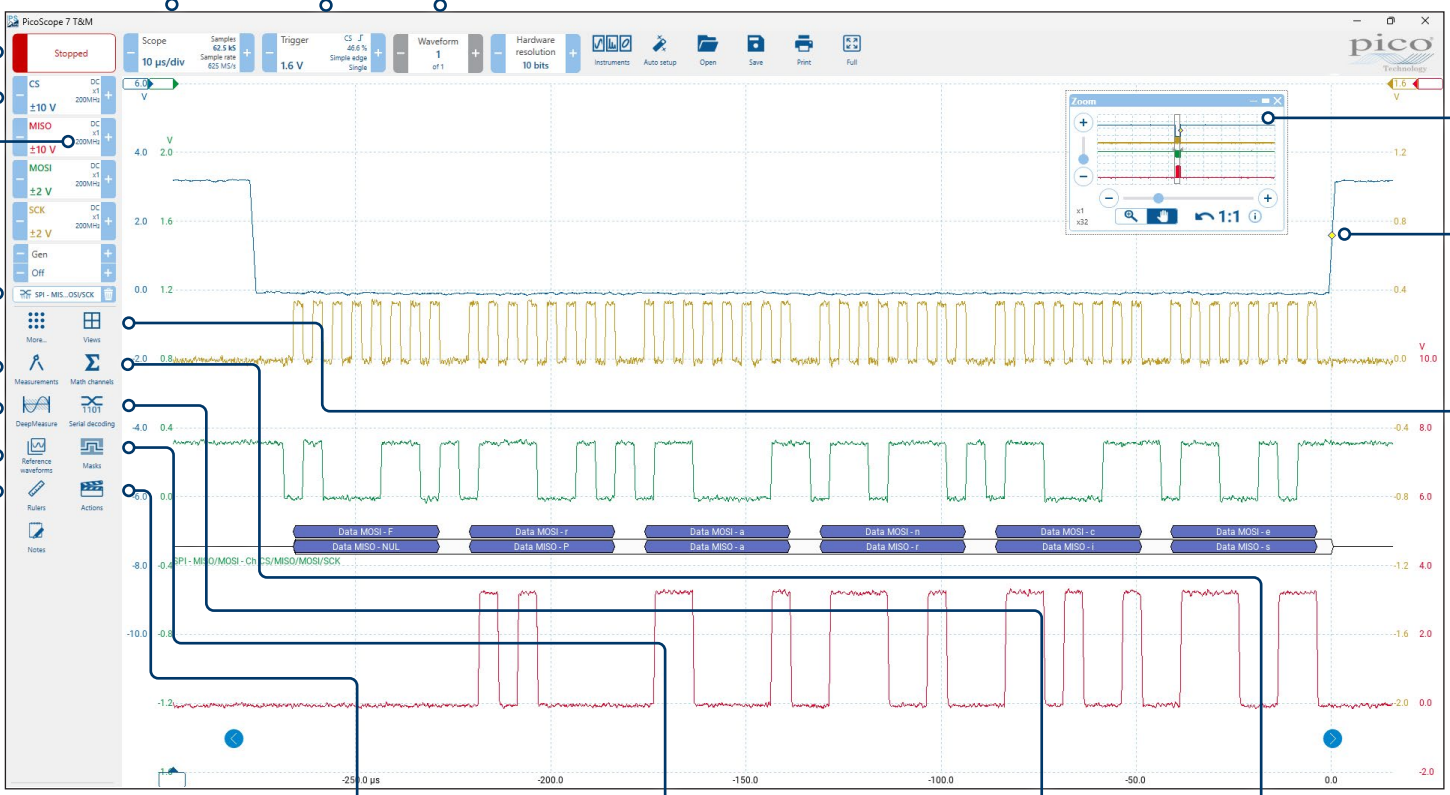 PicoScope 7 T&M
Stopped
Scope
10 µs/div
Samples
62.5 kS
Sample rate
625 MS/s
Trigger
1.6 V
CS
46.6 %
Simple edge
Single
Waveform
1
of 1
Hardware
resolution
10 bits
Instruments
Auto setup
Open
Save
Print
Full
pico
Technology
CS
±10 V
DC
x1
200MHz
MISO
±10 V
DC
x1
200MHz
MOSI
±2 V
DC
x1
200MHz
SCK
±2 V
DC
x1
200MHz
Gen
Off
SPI - MIS...OSI/SCK
More...
Views
Measurements
Math channels
DeepMeasure
1101
Serial decoding
Reference
waveforms
Masks
Rulers
Actions
Notes
6.0
V
1.6
V
V
4.0 2.0
1.2
2.0 1.6
0.8
0.0 1.2
0.4
-2.0 0.8
0.0
V
10.0
-4.0 0.4
-0.4 8.0
-6.0 0.0
-0.8 6.0
-8.0 -0.4
-1.2 4.0
-10.0 -0.8
-1.6 2.0
-1.2
-2.0 0.0
-2.0
Zoom
x1
x32
1:1
Data MOSI - F
Data MOSI - r
Data MOSI - a
Data MOSI - n
Data MOSI - c
Data MOSI - e
Data MISO - NUL
Data MISO - P
Data MISO - a
Data MISO - r
Data MISO - i
Data MISO - s
SPI - MISO/MOSI - Ch CS/MISO/MOSI/SCK
-250.0 µs
-200.0
-150.0
-100.0
-50.0
0.0